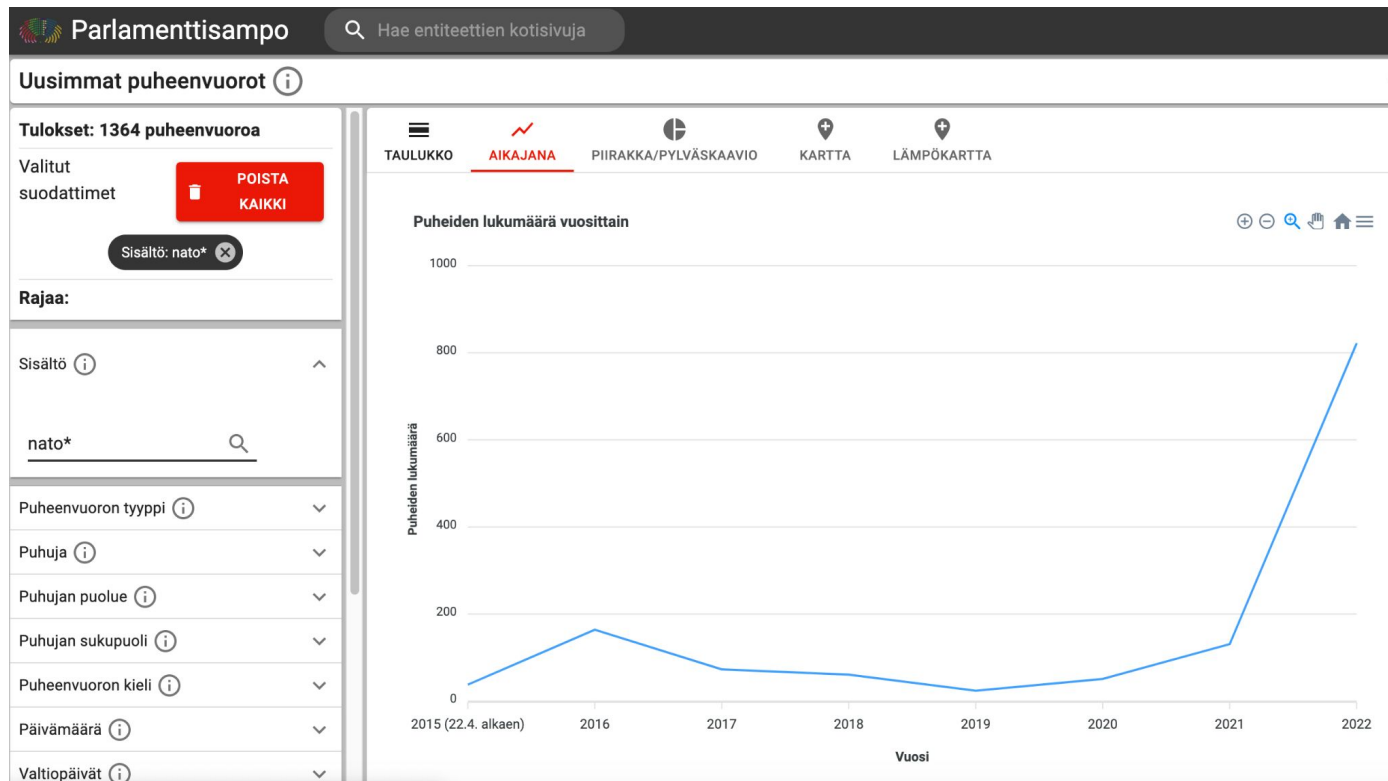 Parlamenttisampo
Hae entiteettien kotisivuja
Uusimmat puheenvuorot
Tulokset: 1364 puheenvuoroa
Valitut
suodattimet
POISTA
KAIKKI
Sisältö: nato*
Rajaa:
Sisältö
nato*
Puheenvuoron tyyppi
Puhuja
Puhujan puolue
Puhujan sukupuoli
Puheenvuoron kieli
Päivämäärä
Valtiopäivät
TAULUKKO
AIKAJANA
PIIRAKKA/PYLVÄSKAAVIO
KARTTA
LÄMPÖKARTTA
Puheiden lukumäärä vuosittain
Puheiden lukumäärä
1000
800
600
400
200
0
2015 (22.4. alkaen) 2016 2017 2018 2019 2020 2021 2022
Vuosi